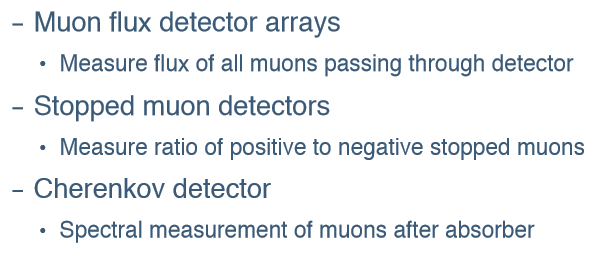 – Muon flux detector arrays
• Measure flux of all muons passing through detector
– Stopped muon detectors
• Measure ratio of positive to negative stopped muons
– Cherenkov detector
• Spectral measurement of muons after absorber